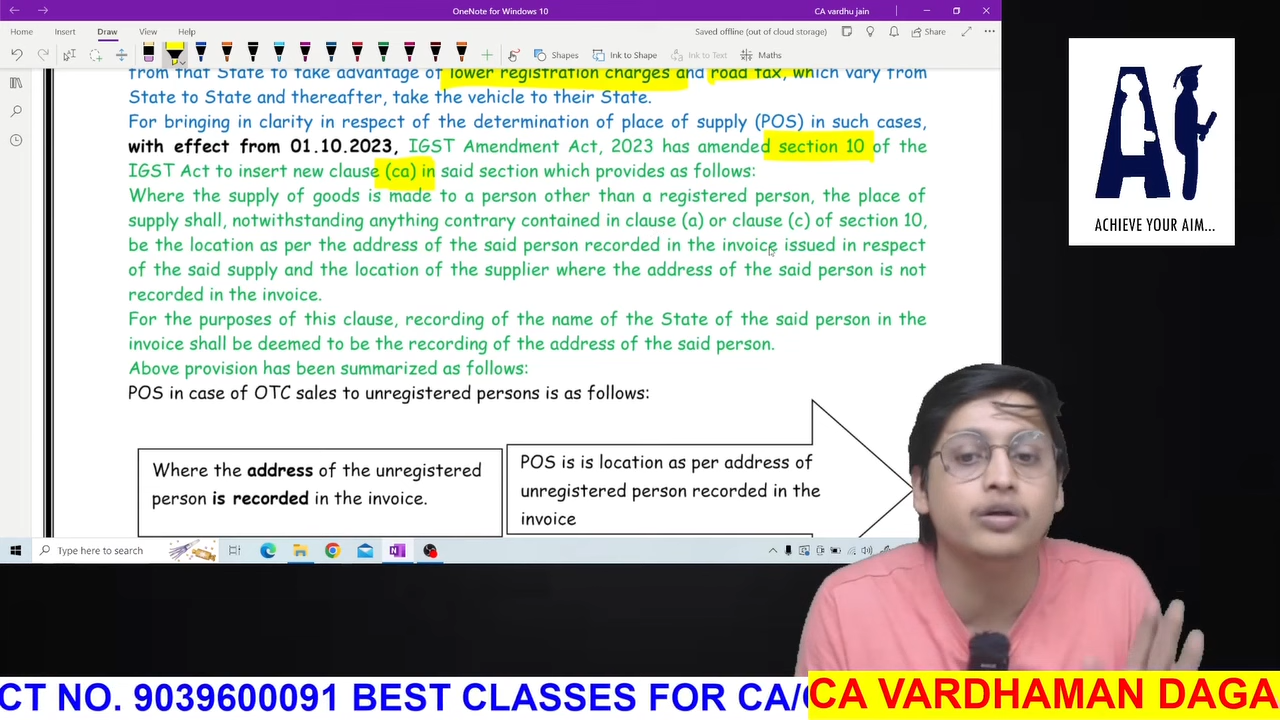 OneNote for Windows 10
CA vardhu jain
Home
Insert
Draw
View
Help
Saved offline (out of cloud storage)
Share
Shapes
Ink to Shape
Ink to Text
Maths
from that State to take advantage of lower registration charges and road tax, which vary from
State to State and thereafter, take the vehicle to their State.
For bringing in clarity in respect of the determination of place of supply (POS) in such cases,
with effect from 01.10.2023, IGST Amendment Act, 2023 has amended section 10 of the
IGST Act to insert new clause (ca) in said section which provides as follows:
Where the supply of goods is made to a person other than a registered person, the place of
supply shall, notwithstanding anything contrary contained in clause (a) or clause (c) of section 10,
be the location as per the address of the said person recorded in the invoice issued in respect
of the said supply and the location of the supplier where the address of the said person is not
recorded in the invoice.
For the purposes of this clause, recording of the name of the State of the said person in the
invoice shall be deemed to be the recording of the address of the said person.
Above provision has been summarized as follows:
POS in case of OTC sales to unregistered persons is as follows:
Where the address of the unregistered
person is recorded in the invoice.
POS is is location as per address of
unregistered person recorded in the
invoice
Type here to search
ACHIEVE YOUR AIM...
CT NO. 9039600091 BEST CLASSES FOR CA/
CA VARDHAMAN DAGA